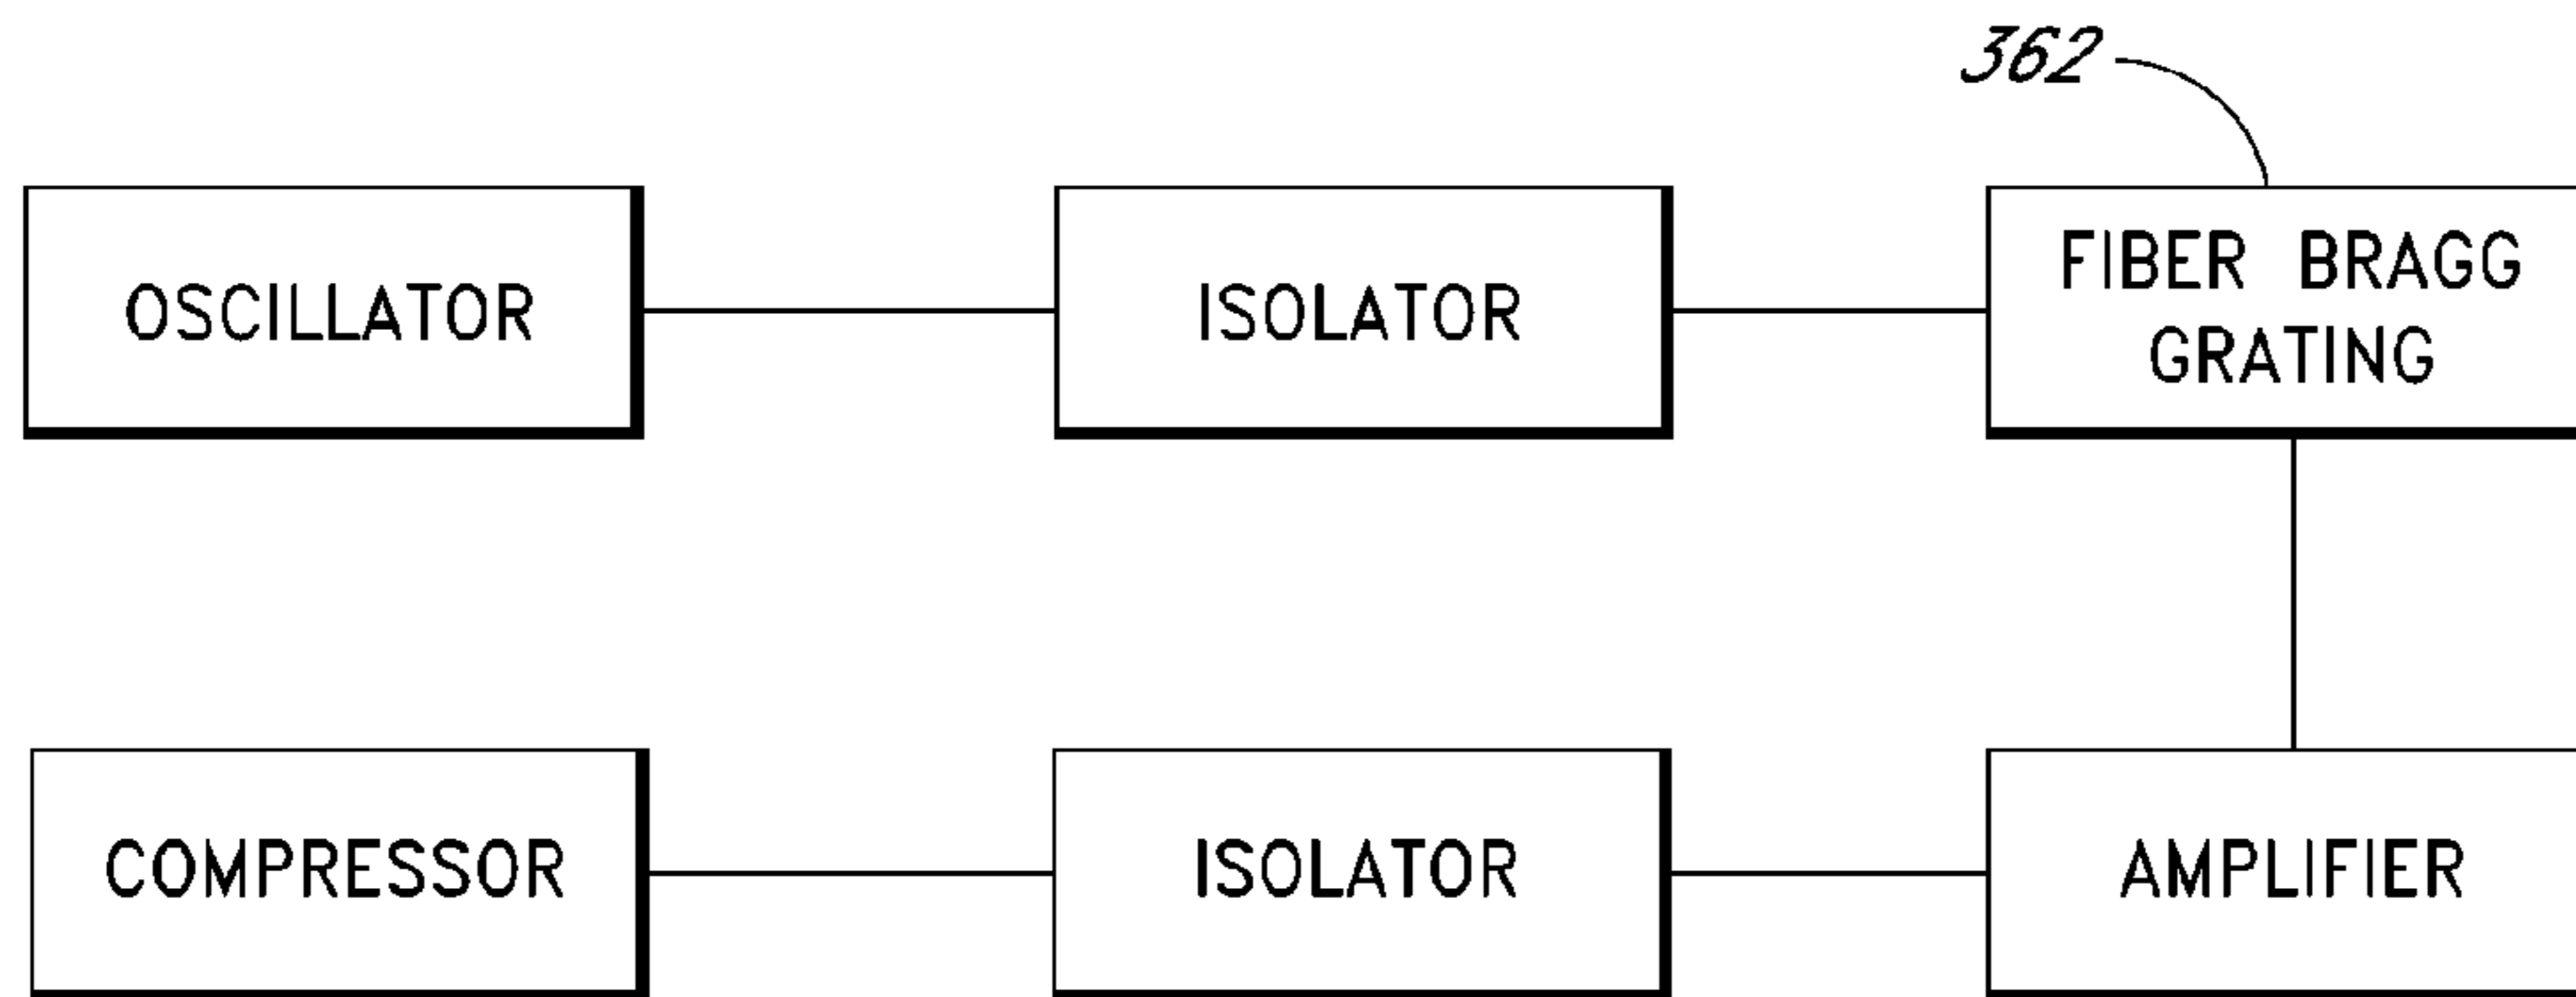 362
OSCILLATOR
ISOLATOR
FIBER BRAGG
GRATING
COMPRESSOR
ISOLATOR
AMPLIFIER